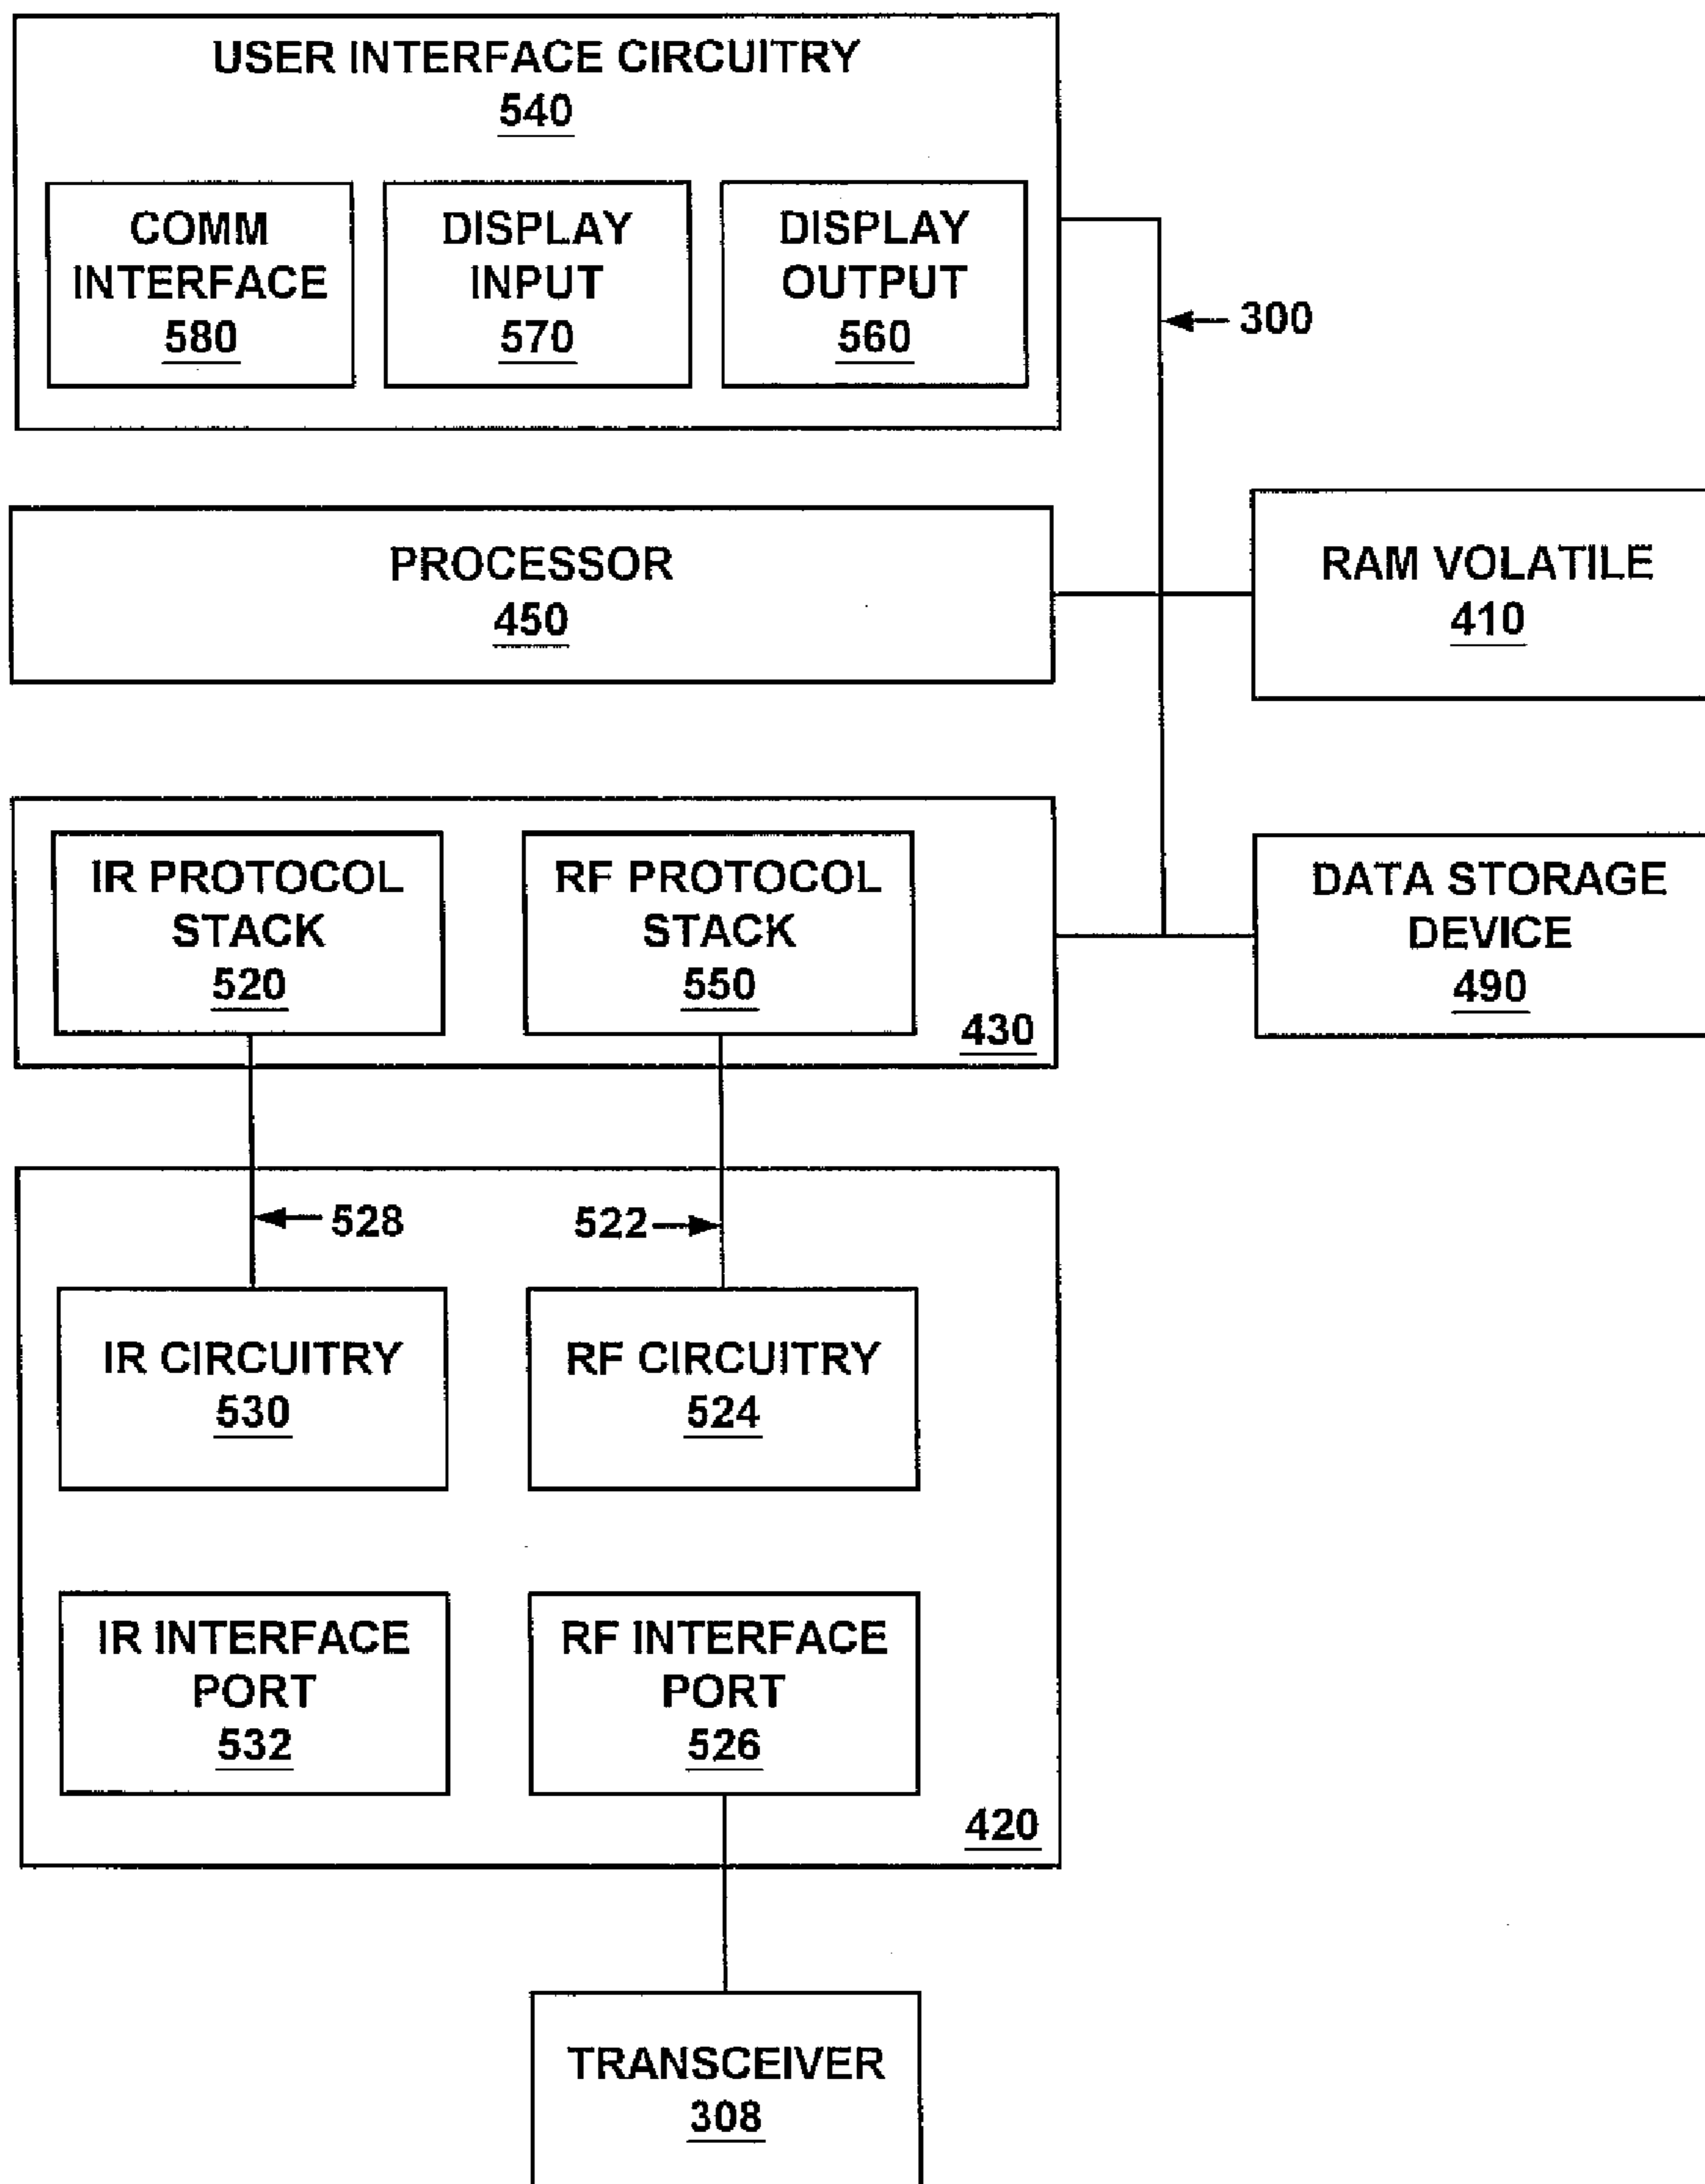 USER INTERFACE CIRCUITRY
540
COMM
INTERFACE
580
DISPLAY
INPUT
570
DISPLAY
OUTPUT
560
300
PROCESSOR
450
RAM VOLATILE
410
IR PROTOCOL
STACK
520
RF PROTOCOL
STACK
550
430
DATA STORAGE
DEVICE
490
528
522
IR CIRCUITRY
530
RF CIRCUITRY
524
IR INTERFACE
PORT
532
RF INTERFACE
PORT
526
420
TRANSCEIVER
308